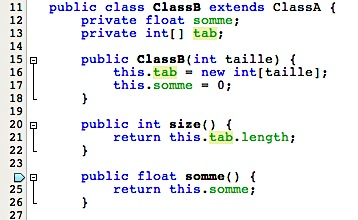 11 public class ClassB extends ClassA {
12 private float somme;
13 private int[] tab;
14
15 public ClassB(int taille) {
16 this.tab = new int[taille];
17 this.somme = 0;
18 }
19
20 public int size() {
21 return this.tab.length;
22 }
23
public float somme() {
25 return this.somme;
26 }
27